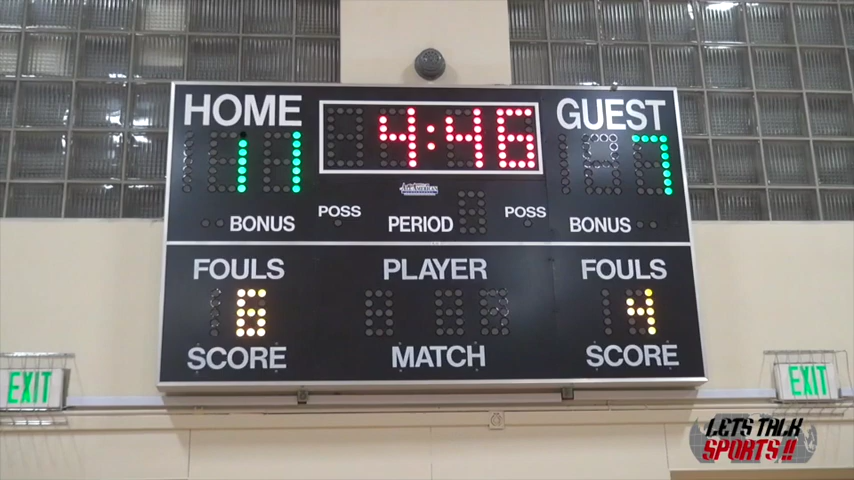 HOME 4:46 GUEST
11 7
BONUS POSS PERIOD POSS BONUS
FOULS PLAYER FOULS
6 4
SCORE MATCH SCORE
EXIT EXIT
LETS TALK
SPORTS !!